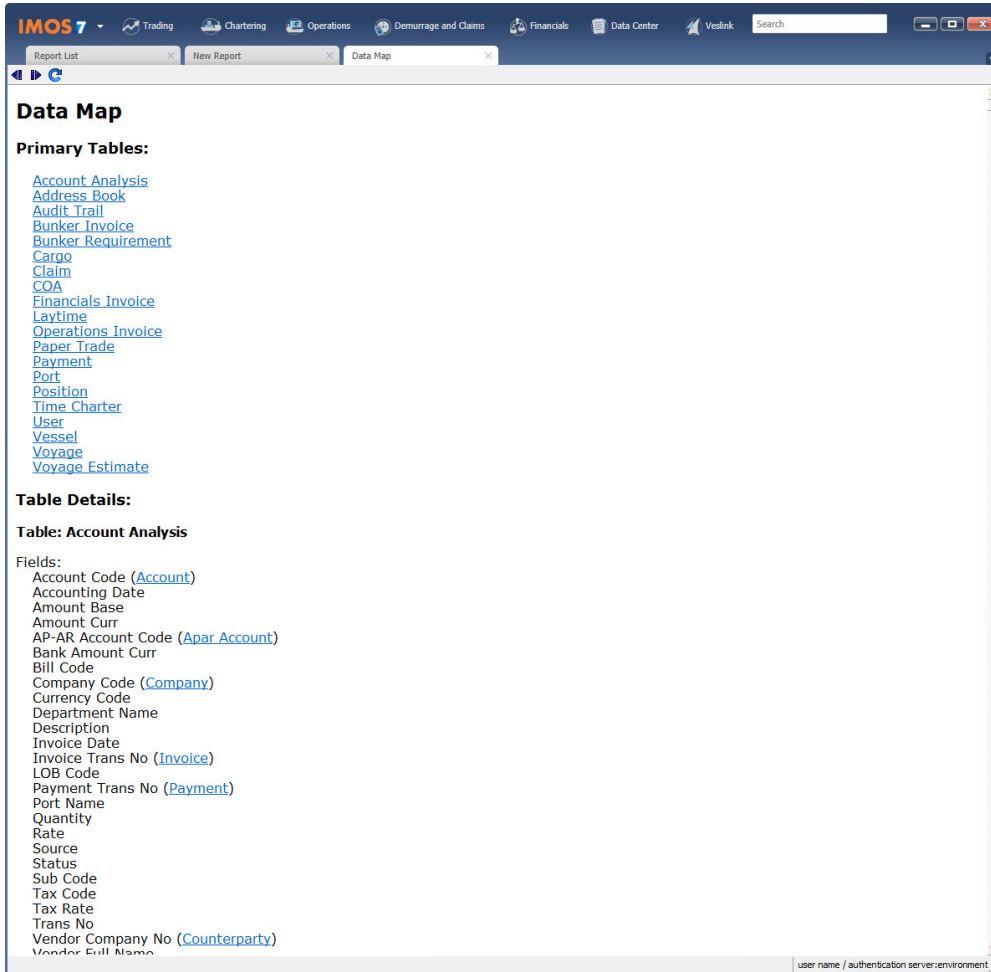 IMOS 7 Trading Chartering Operations Demurrage and Claims Financials Data Center Veslink Search
Report List New Report Data Map
Data Map
Primary Tables:
Account Analysis
Address Book
Audit Trail
Bunker Invoice
Bunker Requirement
Cargo
Claim
COA
Financials Invoice
Laytime
Operations Invoice
Paper Trade
Payment
Port
Position
Time Charter
User
Vessel
Voyage
Voyage Estimate
Table Details:
Table: Account Analysis
Fields:
Account Code (Account)
Accounting Date
Amount Base
Amount Curr
AP-AR Account Code (Apar Account)
Bank Amount Curr
Bill Code
Company Code (Company)
Currency Code
Department Name
Description
Invoice Date
Invoice Trans No (Invoice)
LOB Code
Payment Trans No (Payment)
Port Name
Quantity
Rate
Source
Status
Sub Code
Tax Code
Tax Rate
Trans No
Vendor Company No (Counterparty)
Vendor Full Name
user name / authentication server:environment